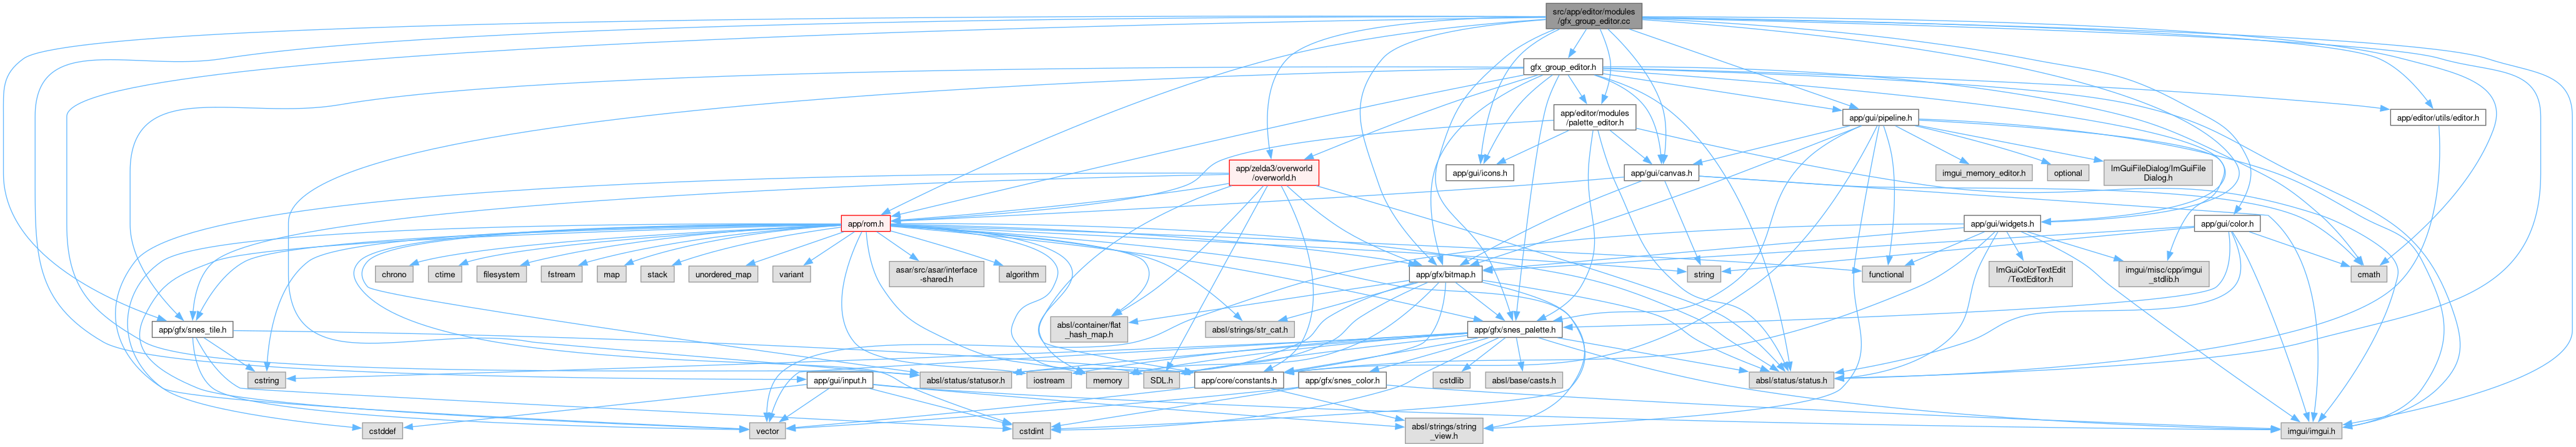 src/app/editor/modules
/gfx_group_editor.cc
gfx_group_editor.h
app/editor/modules
/palette_editor.h
app/gui/pipeline.h
app/editor/utils/editor.h
app/zelda3/overworld
/overworld.h
app/gui/icons.h
app/gui/canvas.h
imgui_memory_editor.h
optional
ImGuiFileDialog/ImGuiFile
Dialog.h
app/rom.h
app/gui/widgets.h
app/gui/color.h
chrono
ctime
filesystem
fstream
map
stack
unordered_map
variant
asar/src/asar/interface
-shared.h
algorithm
app/gfx/bitmap.h
string
functional
ImGuiColorTextEdit
/TextEditor.h
imgui/misc/cpp/imgui
_stdlib.h
cmath
app/gfx/snes_tile.h
absl/container/flat
_hash_map.h
absl/strings/str_cat.h
app/gfx/snes_palette.h
cstring
app/gui/input.h
absl/status/statusor.h
iostream
memory
SDL.h
app/core/constants.h
app/gfx/snes_color.h
cstdlib
absl/base/casts.h
absl/status/status.h
cstddef
vector
cstdint
absl/strings/string
_view.h
imgui/imgui.h